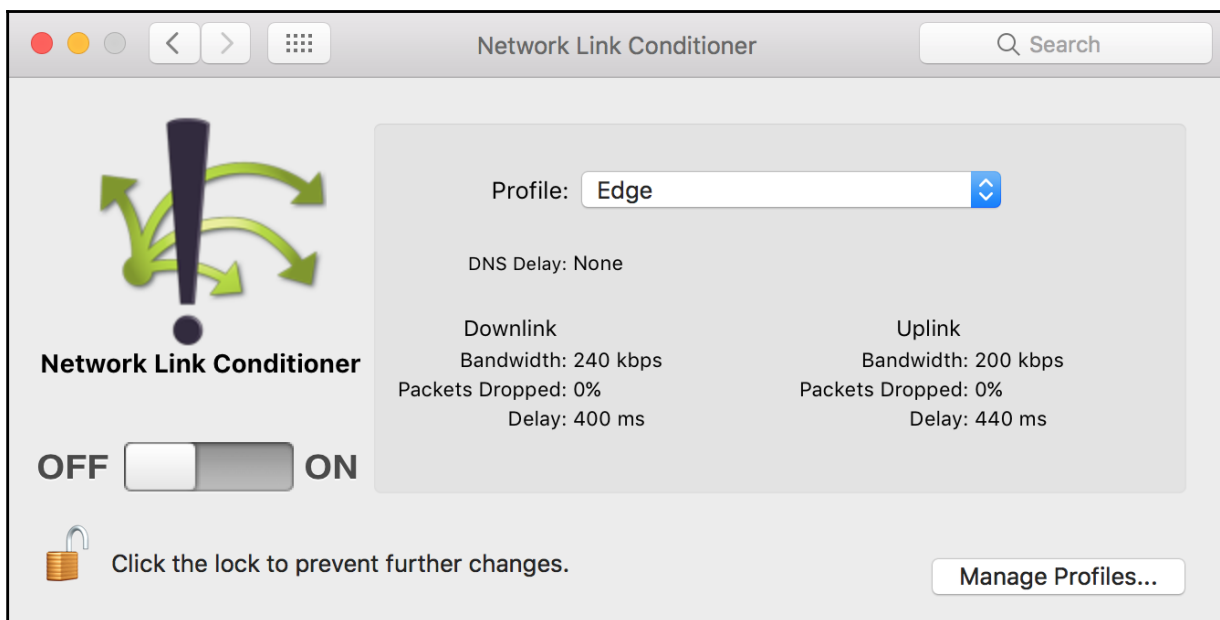 Network Link Conditioner
Search
Profile: Edge
DNS Delay: None
Downlink Uplink
Network Link Conditioner
Bandwidth: 240 kbps Bandwidth: 200 kbps
Packets Dropped: 0% Packets Dropped: 0%
Delay: 400 ms Delay: 440 ms
OFF ON
Click the lock to prevent further changes.
Manage Profiles...